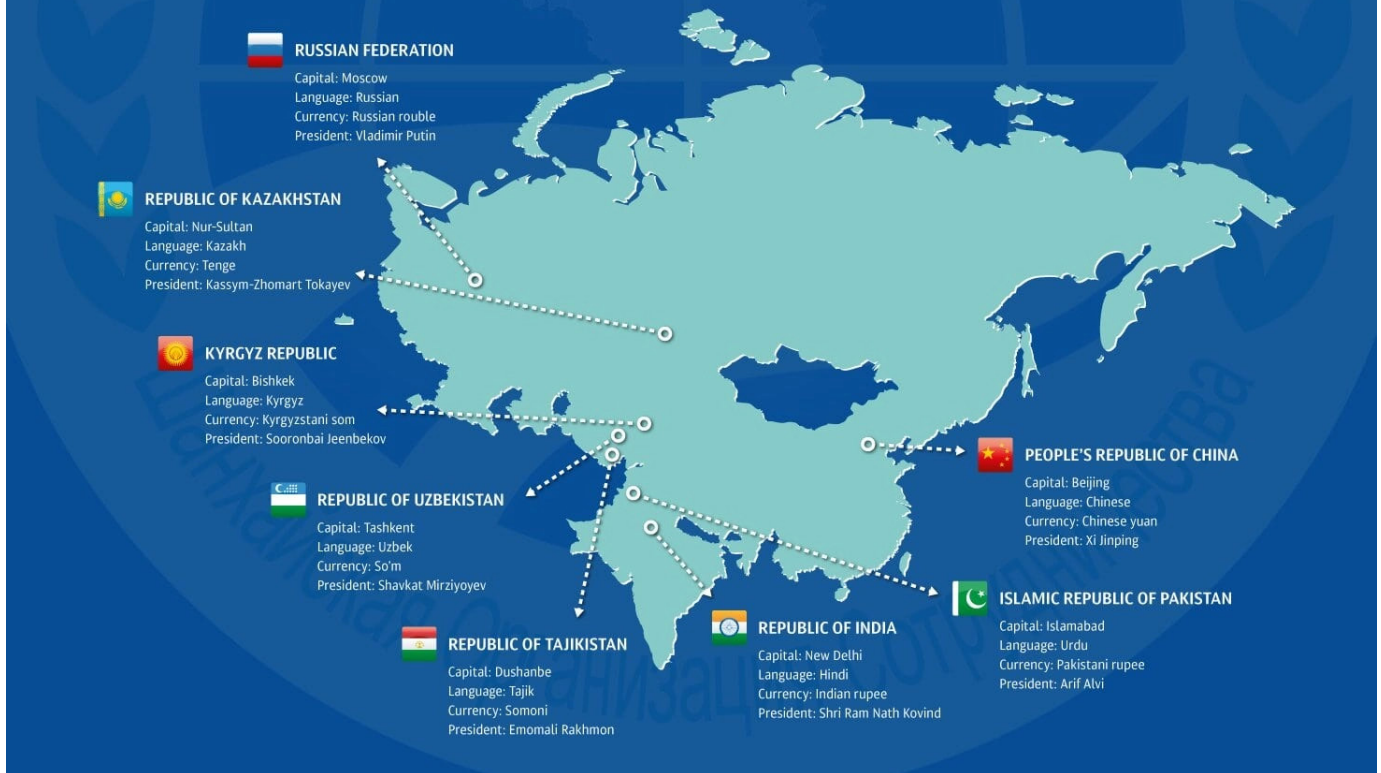 RUSSIAN FEDERATION
Capital: Moscow
Language: Russian
Currency: Russian rouble
President: Vladimir Putin
REPUBLIC OF KAZAKHSTAN
Capital: Nur-Sultan
Language: Kazakh
Currency: Tenge
President: Kassym-Zhomart Tokayev
KYRGYZ REPUBLIC
Capital: Bishkek
Language: Kyrgyz
Currency: Kyrgyzstani som
President: Sooronbai Jeenbekov
REPUBLIC OF UZBEKISTAN
Capital: Tashkent
Language: Uzbek
Currency: So'm
President: Shavkat Mirziyoyev
REPUBLIC OF TAJIKISTAN
Capital: Dushanbe
Language: Tajik
Currency: Somoni
President: Emomali Rakhmon
REPUBLIC OF INDIA
Capital: New Delhi
Language: Hindi
Currency: Indian rupee
President: Shri Ram Nath Kovind
PEOPLE'S REPUBLIC OF CHINA
Capital: Beijing
Language: Chinese
Currency: Chinese yuan
President: Xi Jinping
ISLAMIC REPUBLIC OF PAKISTAN
Capital: Islamabad
Language: Urdu
Currency: Pakistani rupee
President: Arif Alvi